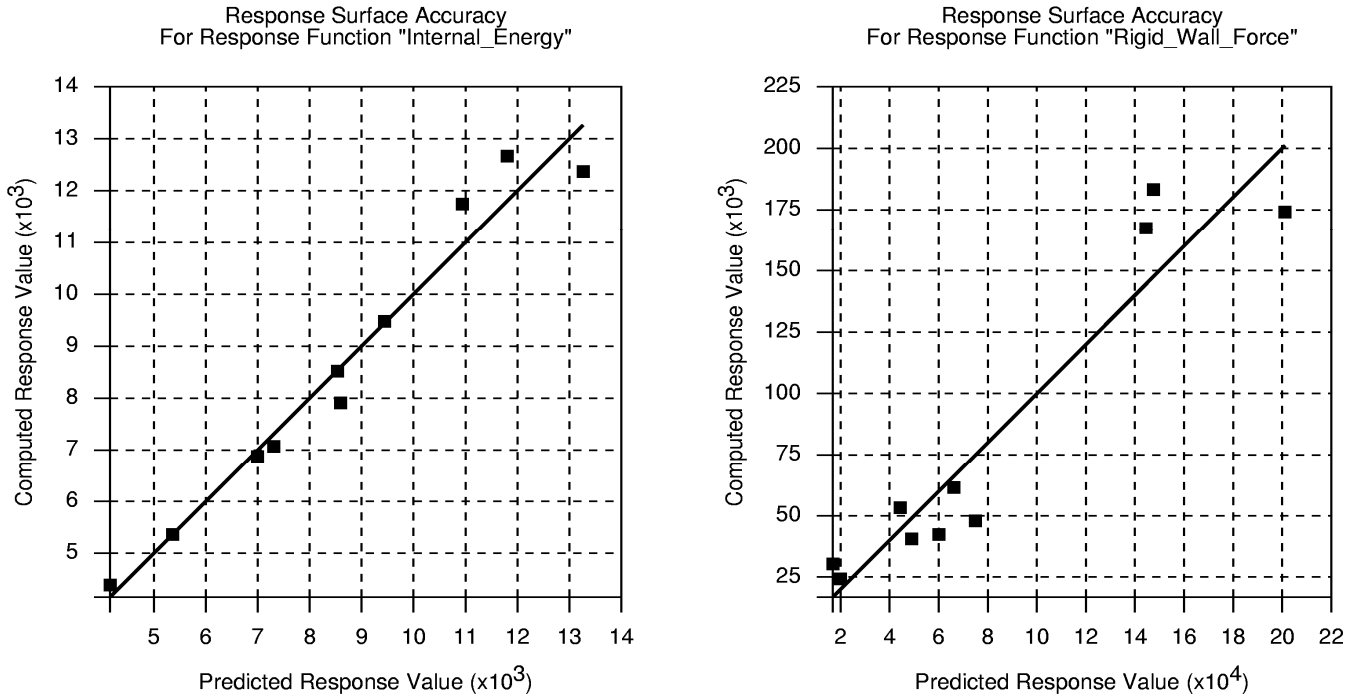 Response Surface Accuracy
For Response Function "Internal_Energy"
14
13
12
11
10
9
8
7
6
5
Computed Response Value (x10³)
5 6 7 8 9 10 11 12 13 14
Predicted Response Value (x10³)
Response Surface Accuracy
For Response Function "Rigid_Wall_Force"
225
200
175
150
125
100
75
50
25
Computed Response Value (x10³)
2 4 6 8 10 12 14 16 18 20 22
Predicted Response Value (x10⁴)